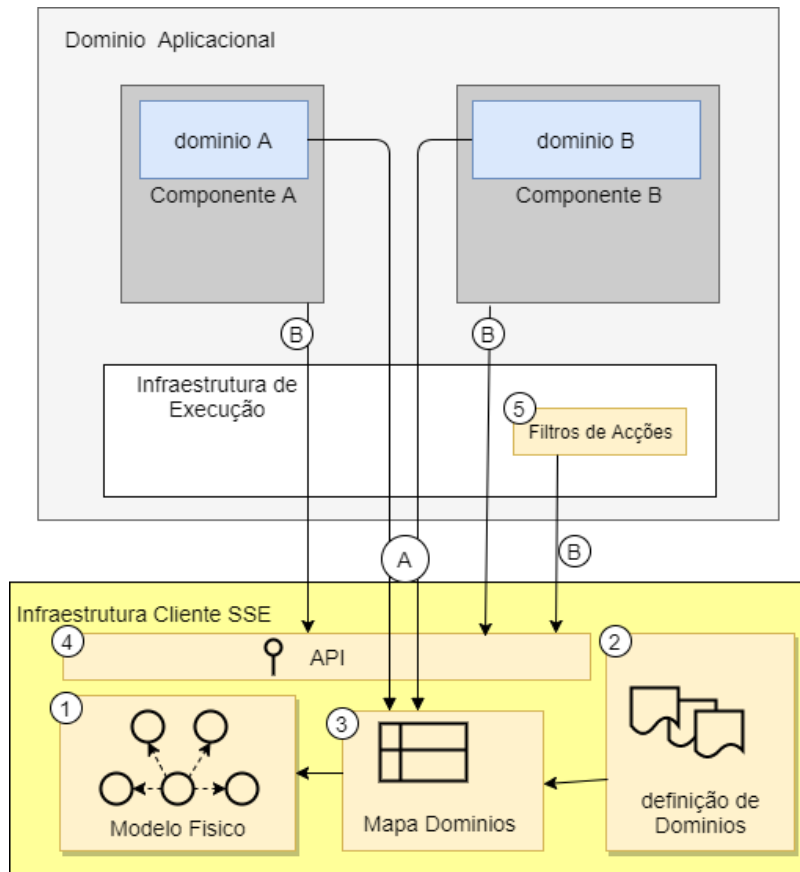 Dominio Aplicacional
dominio A
dominio B
Componente A
Componente B
B
B
Infraestrutura de
Execução
5
Filtros de Acções
A
B
Infraestrutura Cliente SSE
4
API
2
1
3
Modelo Fisico
Mapa Dominios
definição de
Dominios